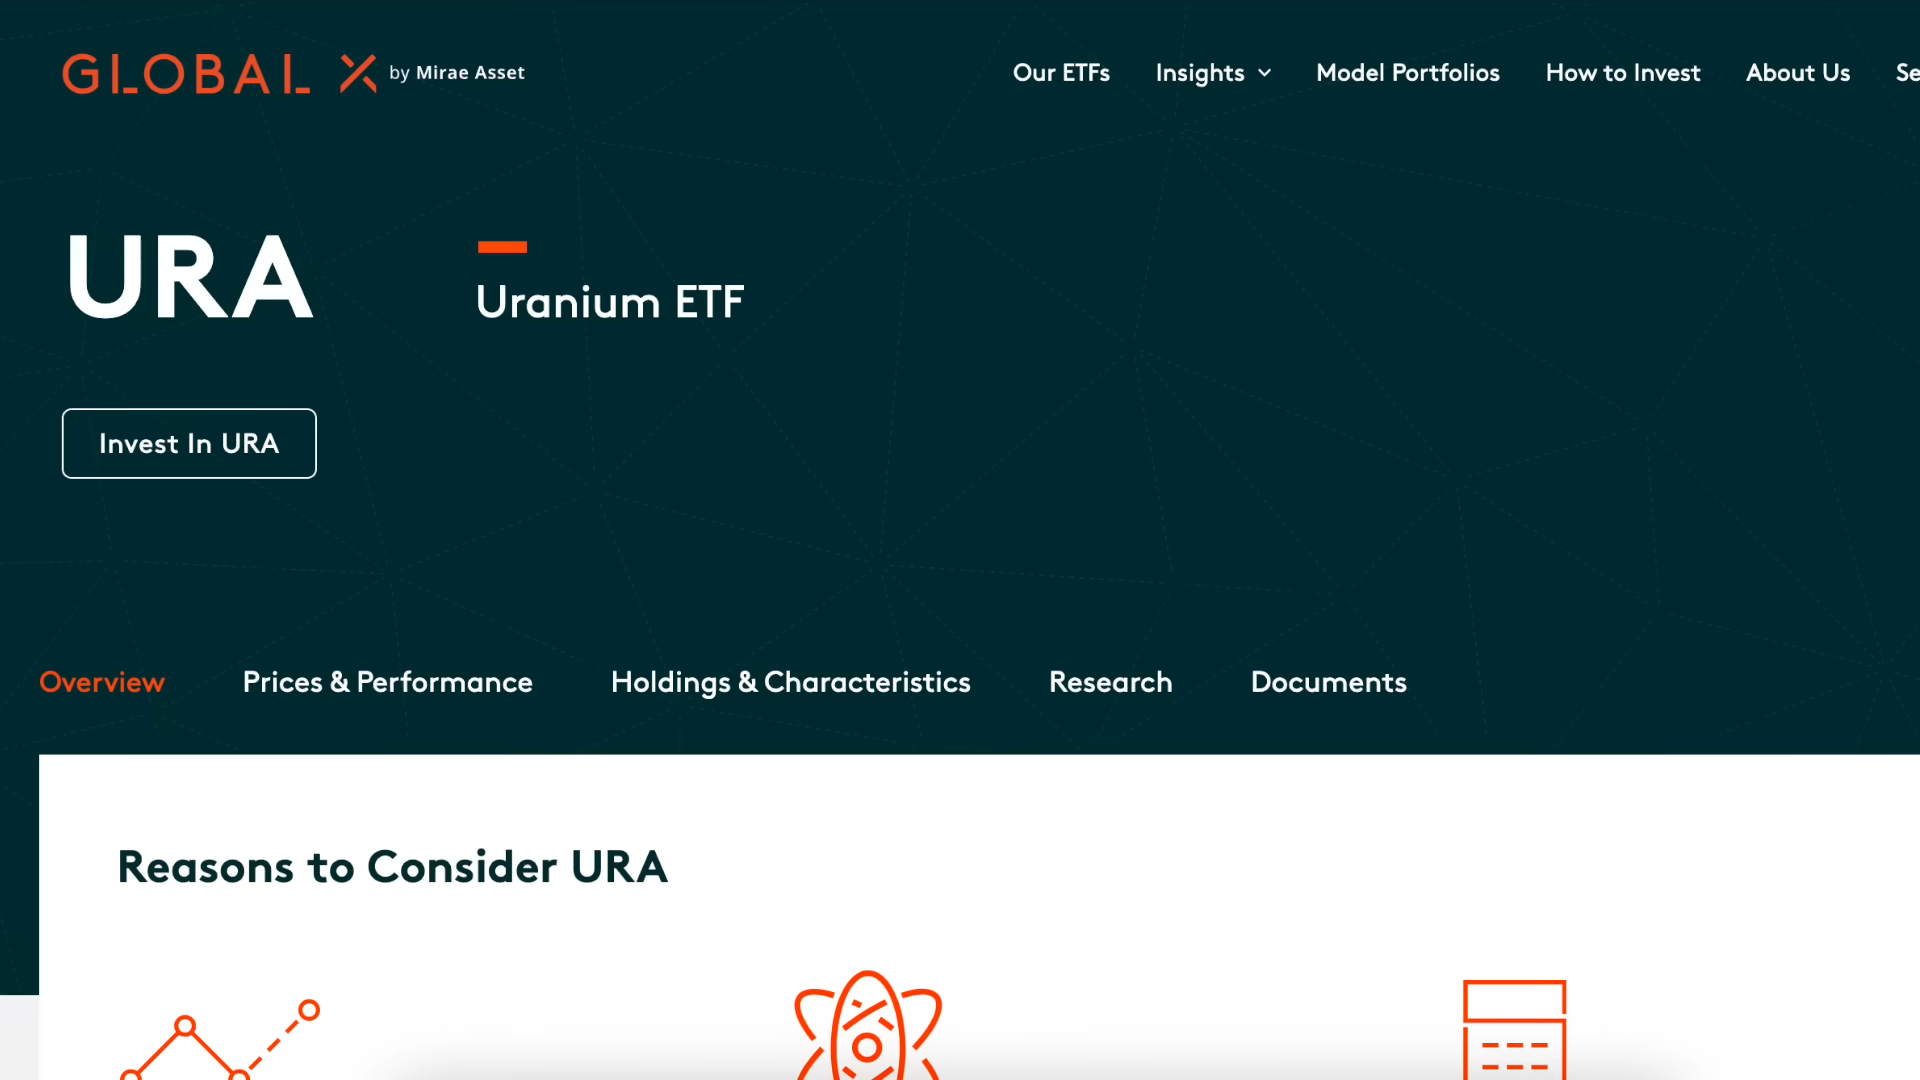 GLOBAL X by Mirae Asset
Our ETFs Insights Model Portfolios How to Invest About Us
URA
Uranium ETF
Invest In URA
Overview Prices & Performance Holdings & Characteristics Research Documents
Reasons to Consider URA